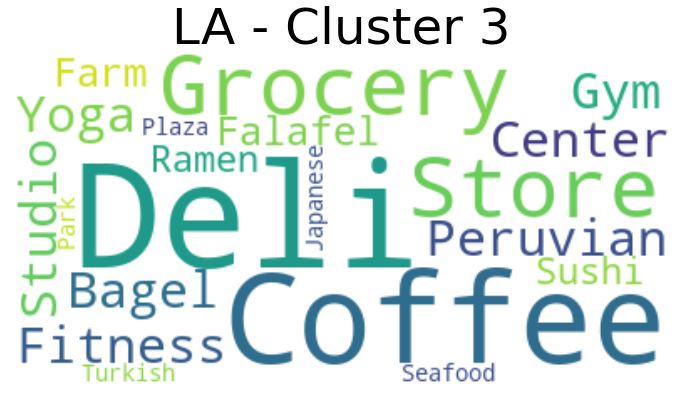 LA - Cluster 3
Farm
Grocery
Gym
Yoga
Plaza
Falafel
Center
Ramen
Japanese
Studio
Park
Deli
Store
Peruvian
Sushi
Bagel
Coffee
Fitness
Turkish
Seafood